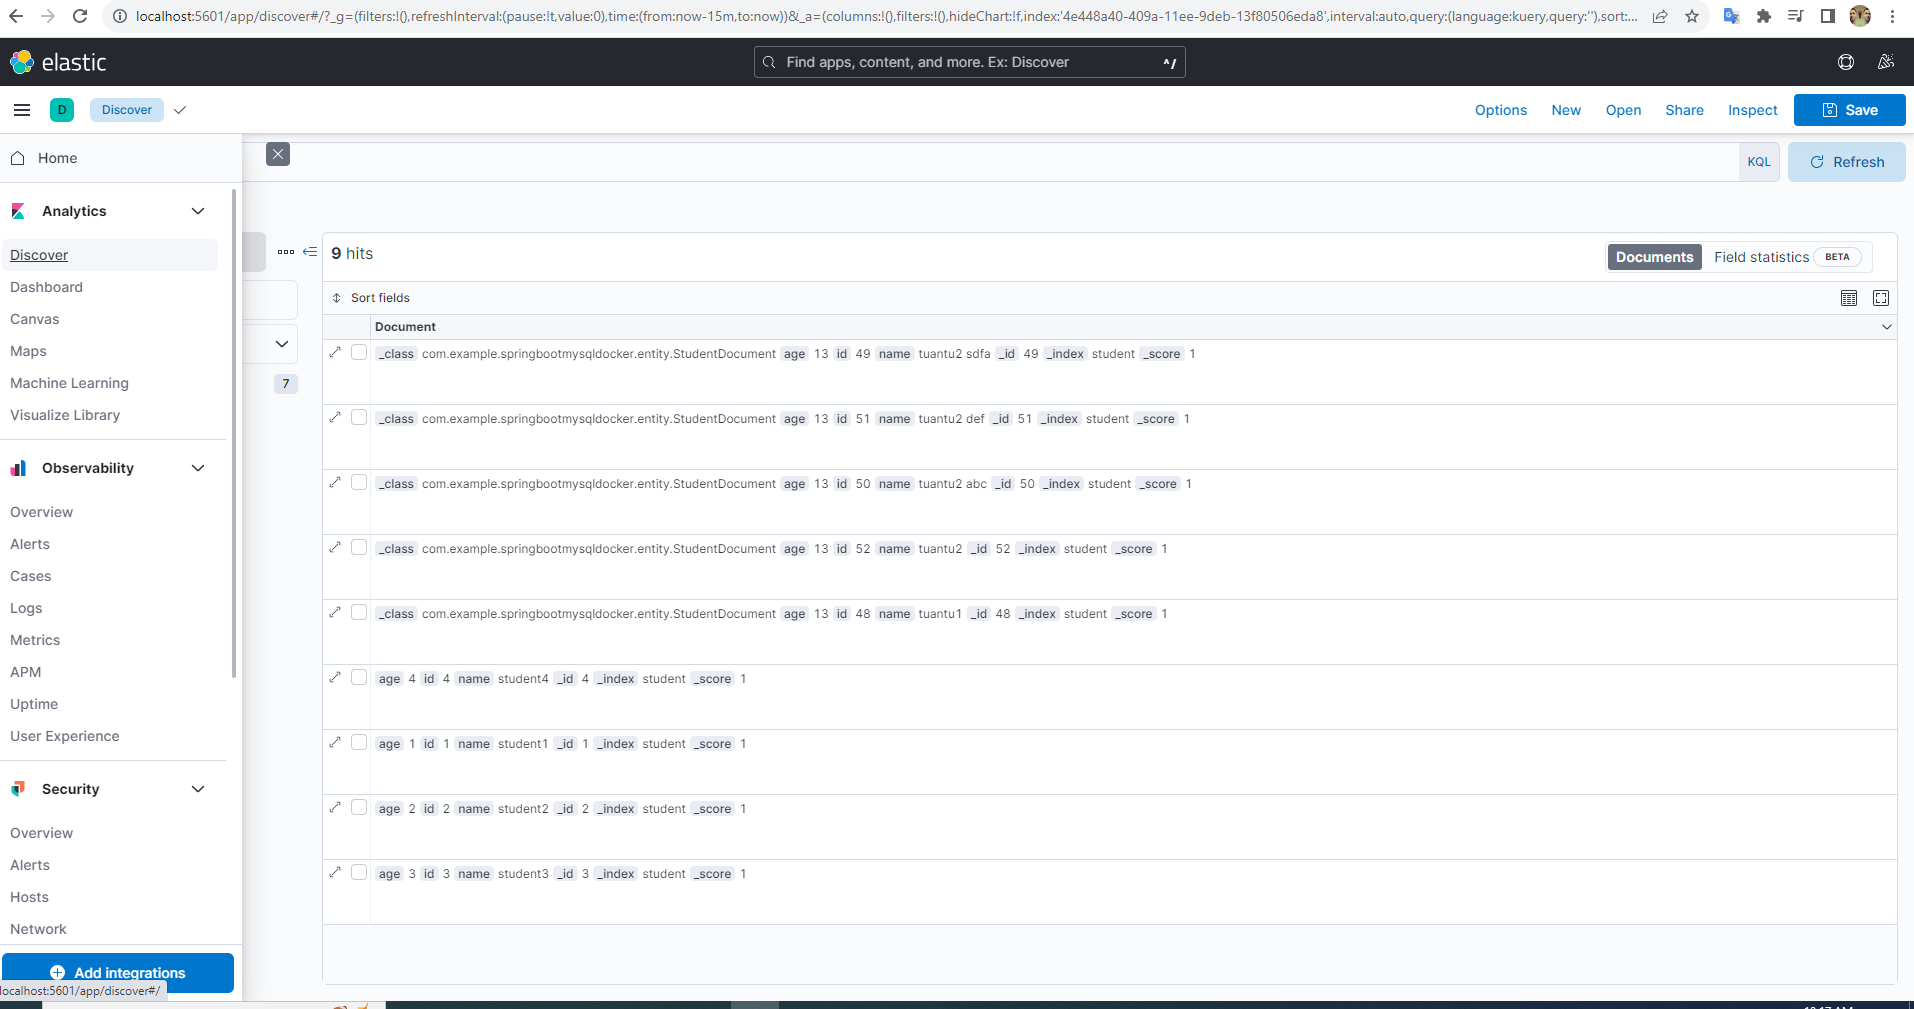 localhost:5601/app/discover#/?_g=(filters:!(),refreshInterval:(pause:!t,value:0),time:(from:now-15m,to:now))&_a=(columns:!(),filters:!(),hideChart:!f,index:'4e448a40-409a-11ee-9deb-13f80506eda8',interval:auto,query:(language:kuery,query:''),sort:...
elastic
Find apps, content, and more. Ex: Discover ^/
D Discover Options New Open Share Inspect Save
Home
KQL Refresh
Analytics
Discover
Dashboard
Canvas
Maps
Machine Learning
Visualize Library
Observability
Overview
Alerts
Cases
Logs
Metrics
APM
Uptime
User Experience
Security
Overview
Alerts
Hosts
Network
Add integrations
localhost:5601/app/discover#/
7
9 hits
Documents Field statistics BETA
Sort fields
Document
_class com.example.springbootmysqldocker.entity.StudentDocument age 13 id 49 name tuantu2 sdfa _id 49 _index student _score 1
_class com.example.springbootmysqldocker.entity.StudentDocument age 13 id 51 name tuantu2 def _id 51 _index student _score 1
_class com.example.springbootmysqldocker.entity.StudentDocument age 13 id 50 name tuantu2 abc _id 50 _index student _score 1
_class com.example.springbootmysqldocker.entity.StudentDocument age 13 id 52 name tuantu2 _id 52 _index student _score 1
_class com.example.springbootmysqldocker.entity.StudentDocument age 13 id 48 name tuantu1 _id 48 _index student _score 1
age 4 id 4 name student4 _id 4 _index student _score 1
age 1 id 1 name student1 _id 1 _index student _score 1
age 2 id 2 name student2 _id 2 _index student _score 1
age 3 id 3 name student3 _id 3 _index student _score 1